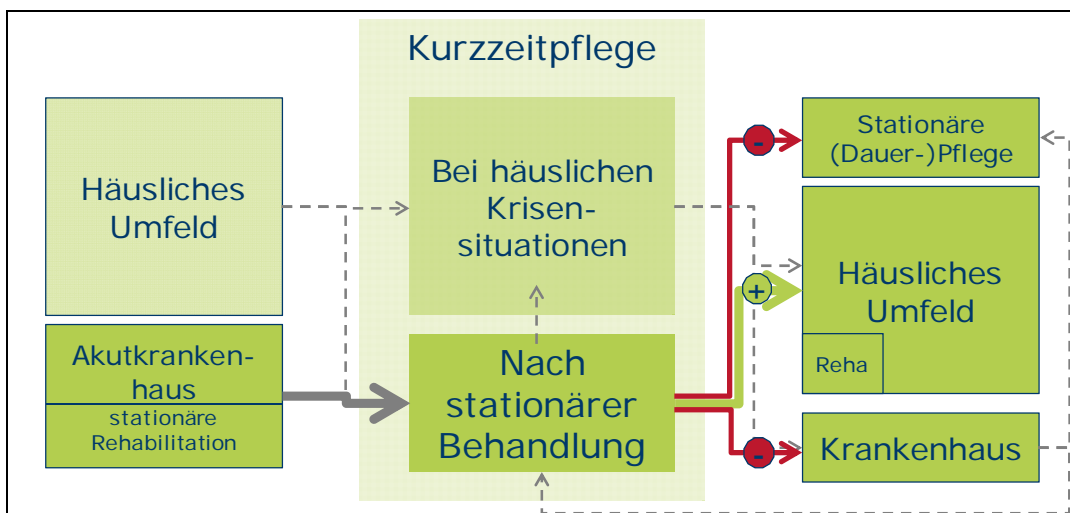 Kurzzeitpflege
Häusliches
Umfeld
Akutkranken-
haus
stationäre
Rehabilitation
Bei häuslichen
Krisen-
situationen
Nach
stationärer
Behandlung
-
+
-
Stationäre
(Dauer-)Pflege
Häusliches
Umfeld
Reha
Krankenhaus